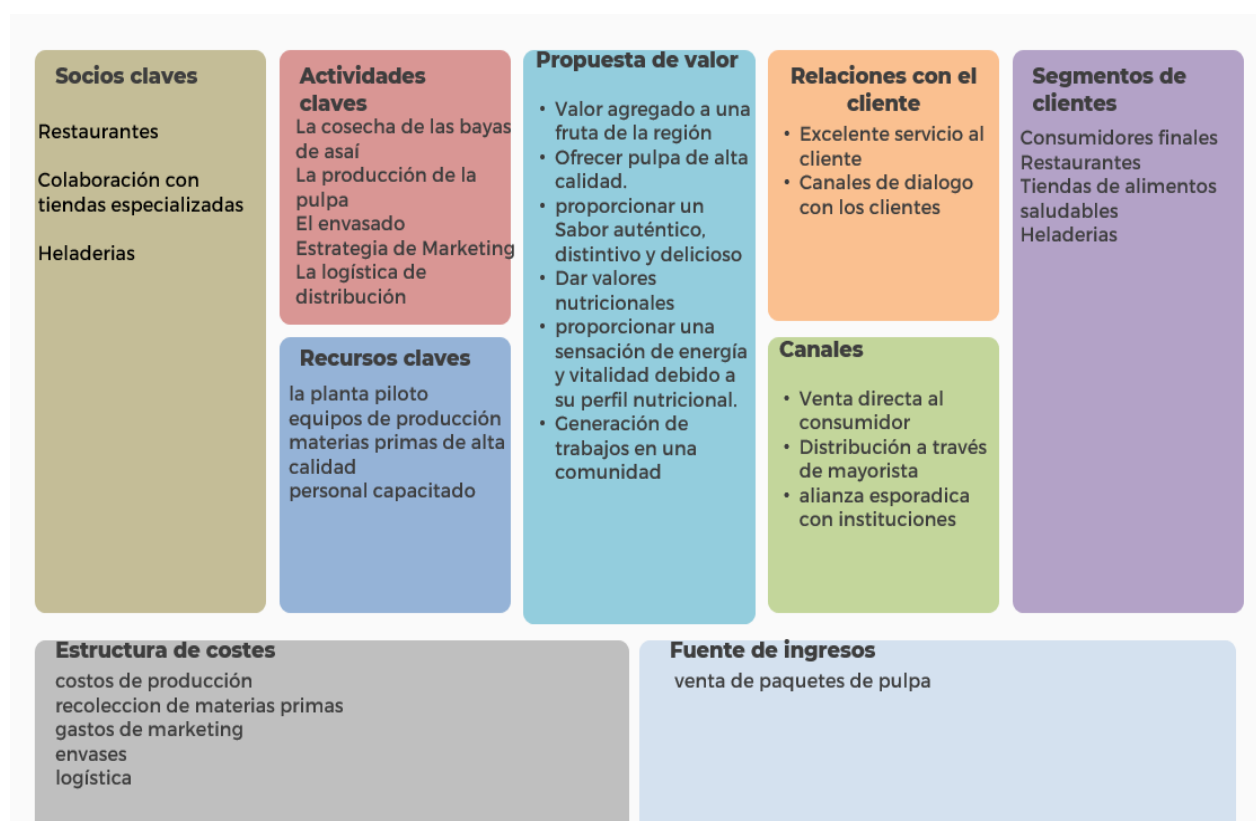 Socios claves
Restaurantes
Colaboración con
tiendas especializadas
Heladerias
Actividades
claves
La cosecha de las bayas
de asaí
La producción de la
pulpa
El envasado
Estrategia de Marketing
La logística de
distribución
Recursos claves
la planta piloto
equipos de producción
materias primas de alta
calidad
personal capacitado
Propuesta de valor
• Valor agregado a una
fruta de la región
• Ofrecer pulpa de alta
calidad.
• proporcionar un
Sabor auténtico,
distintivo y delicioso
• Dar valores
nutricionales
• proporcionar una
sensación de energía
y vitalidad debido a
su perfil nutricional.
• Generación de
trabajos en una
comunidad
Relaciones con el
cliente
• Excelente servicio al
cliente
• Canales de dialogo
con los clientes
Canales
• Venta directa al
consumidor
• Distribución a través
de mayorista
• alianza esporadica
con instituciones
Segmentos de
clientes
Consumidores finales
Restaurantes
Tiendas de alimentos
saludables
Heladerias
Estructura de costes
costos de producción
recoleccion de materias primas
gastos de marketing
envases
logística
Fuente de ingresos
venta de paquetes de pulpa